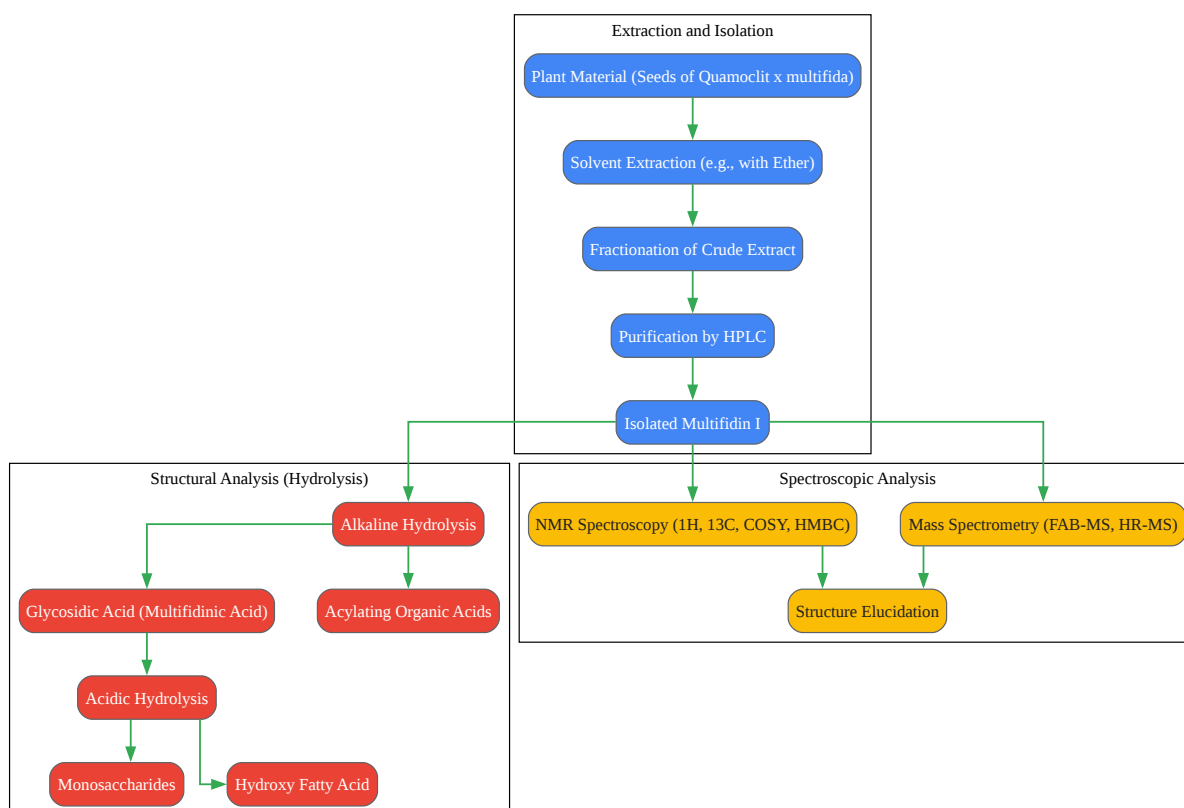 Extraction and Isolation
Plant Material (Seeds of Quamoclit x multifida)
Solvent Extraction (e.g., with Ether)
Fractionation of Crude Extract
Purification by HPLC
Isolated Multifidin I
Structural Analysis (Hydrolysis)
Alkaline Hydrolysis
Glycosidic Acid (Multifidinic Acid)
Acylating Organic Acids
Acidic Hydrolysis
Monosaccharides
Hydroxy Fatty Acid
Spectroscopic Analysis
NMR Spectroscopy (1H, 13C, COSY, HMBC)
Mass Spectrometry (FAB-MS, HR-MS)
Structure Elucidation